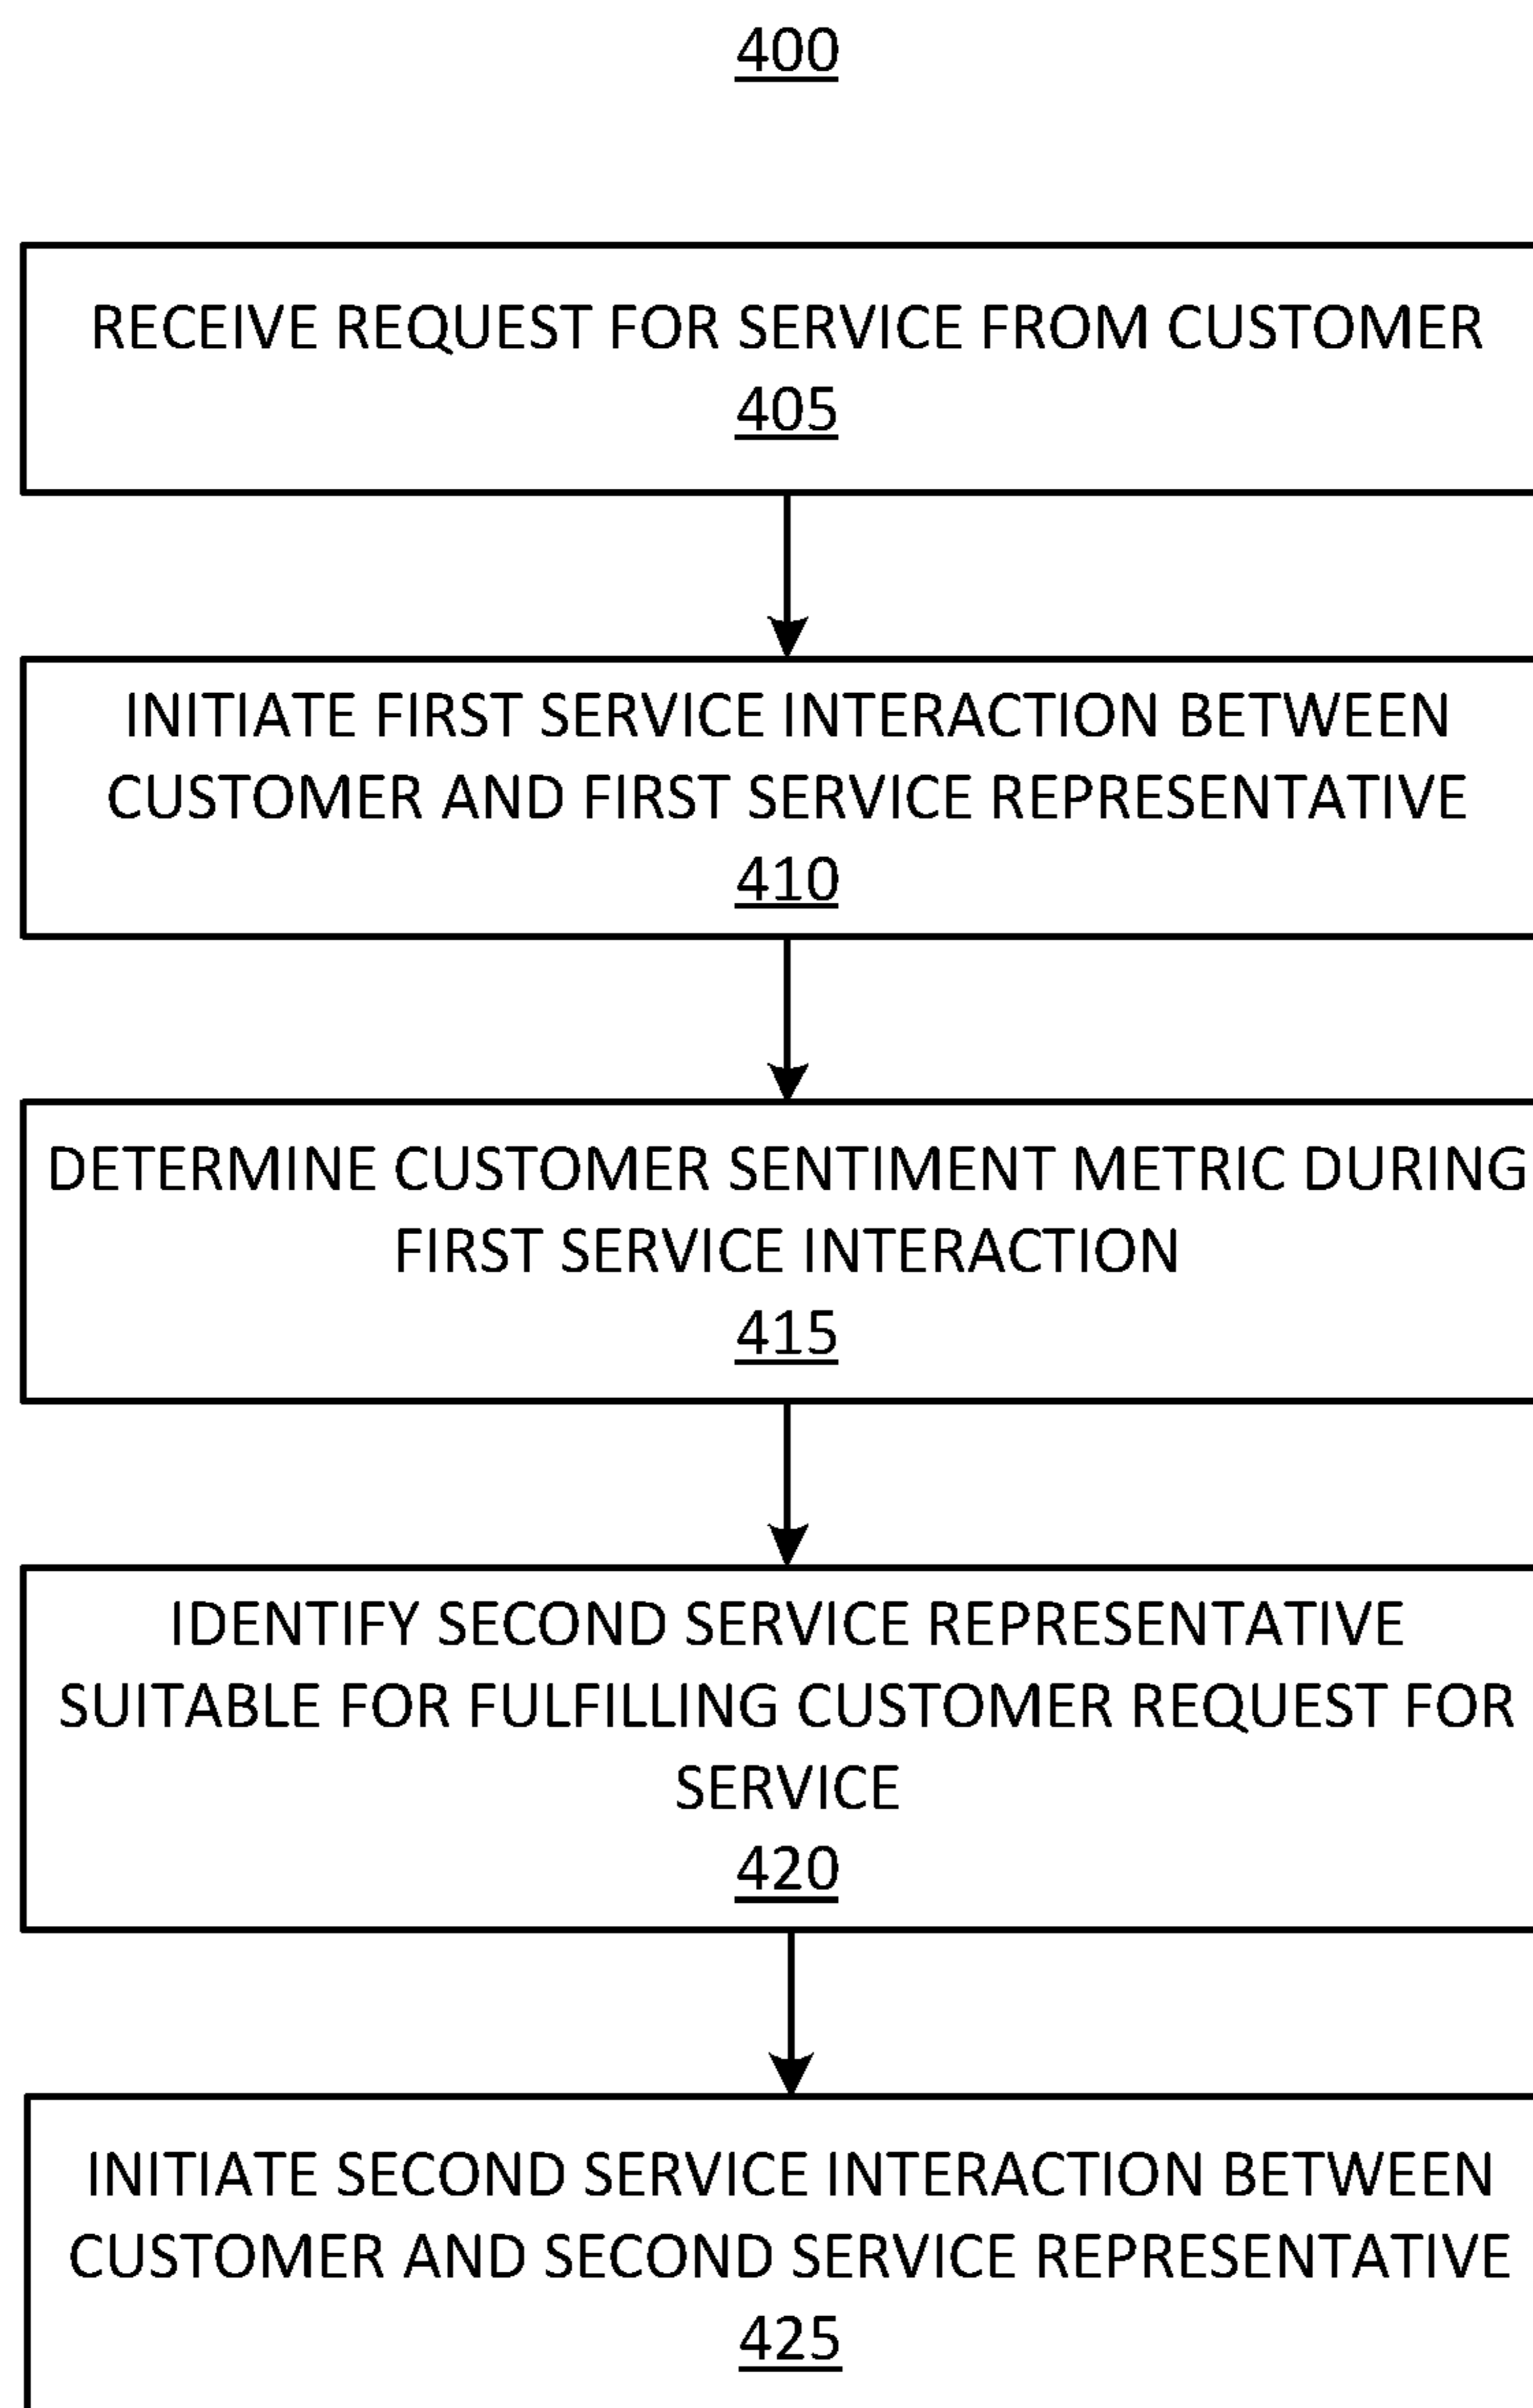 400
RECEIVE REQUEST FOR SERVICE FROM CUSTOMER
405
INITIATE FIRST SERVICE INTERACTION BETWEEN
CUSTOMER AND FIRST SERVICE REPRESENTATIVE
410
DETERMINE CUSTOMER SENTIMENT METRIC DURING
FIRST SERVICE INTERACTION
415
IDENTIFY SECOND SERVICE REPRESENTATIVE
SUITABLE FOR FULFILLING CUSTOMER REQUEST FOR
SERVICE
420
INITIATE SECOND SERVICE INTERACTION BETWEEN
CUSTOMER AND SECOND SERVICE REPRESENTATIVE
425